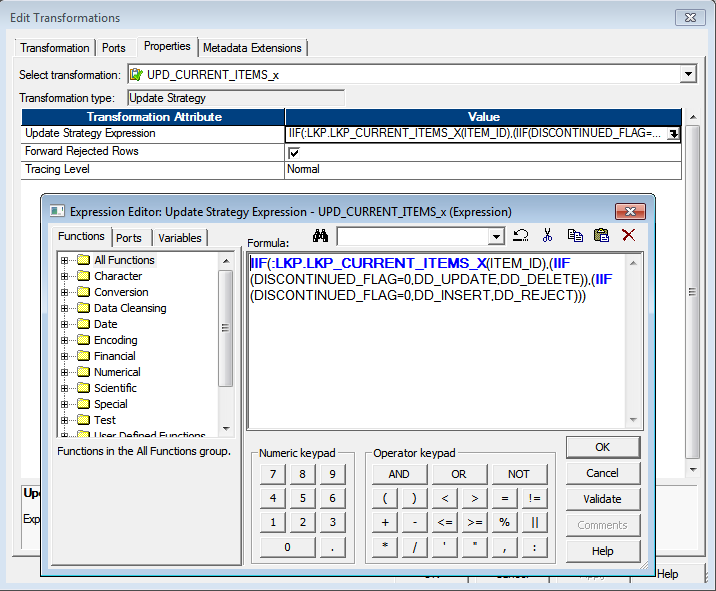 Edit Transformations
Transformation Ports Properties Metadata Extensions
Select transformation: UPD_CURRENT_ITEMS_x
Transformation type: Update Strategy
Transformation Attribute Value
Update Strategy Expression IIF(:LKP.LKP_CURRENT_ITEMS_X(ITEM_ID),(IIF(DISCONTINUED_FLAG=...
Forward Rejected Rows
Tracing Level Normal
Expression Editor: Update Strategy Expression - UPD_CURRENT_ITEMS_x (Expression)
Functions Ports Variables
Formula:
All Functions
Character
Conversion
Data Cleansing
Date
Encoding
Financial
Numerical
Scientific
Special
Test
User Defined Functions
IIF(:LKP.LKP_CURRENT_ITEMS_X(ITEM_ID),(IIF
(DISCONTINUED_FLAG=0,DD_UPDATE,DD_DELETE)),(IIF
(DISCONTINUED_FLAG=0,DD_INSERT,DD_REJECT)))
Functions in the All Functions group.
Numeric keypad
7 8 9
4 5 6
1 2 3
0 .
Operator keypad
AND OR NOT
( ) < > = !=
+ - <= >= % ||
* / ' " , :
OK
Cancel
Validate
Comments
Help
Help